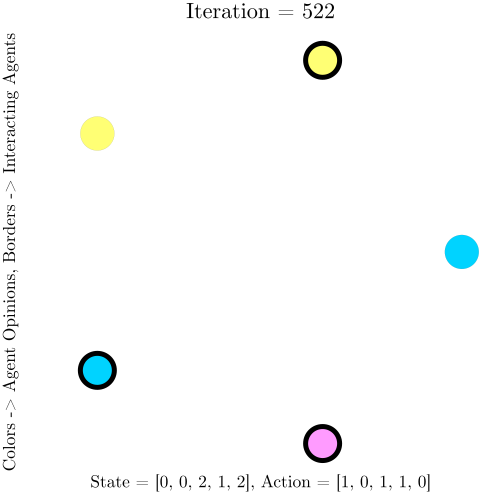 Iteration = 522
Colors -> Agent Opinions, Borders -> Interacting Agents
State = [0, 0, 2, 1, 2], Action = [1, 0, 1, 1, 0]